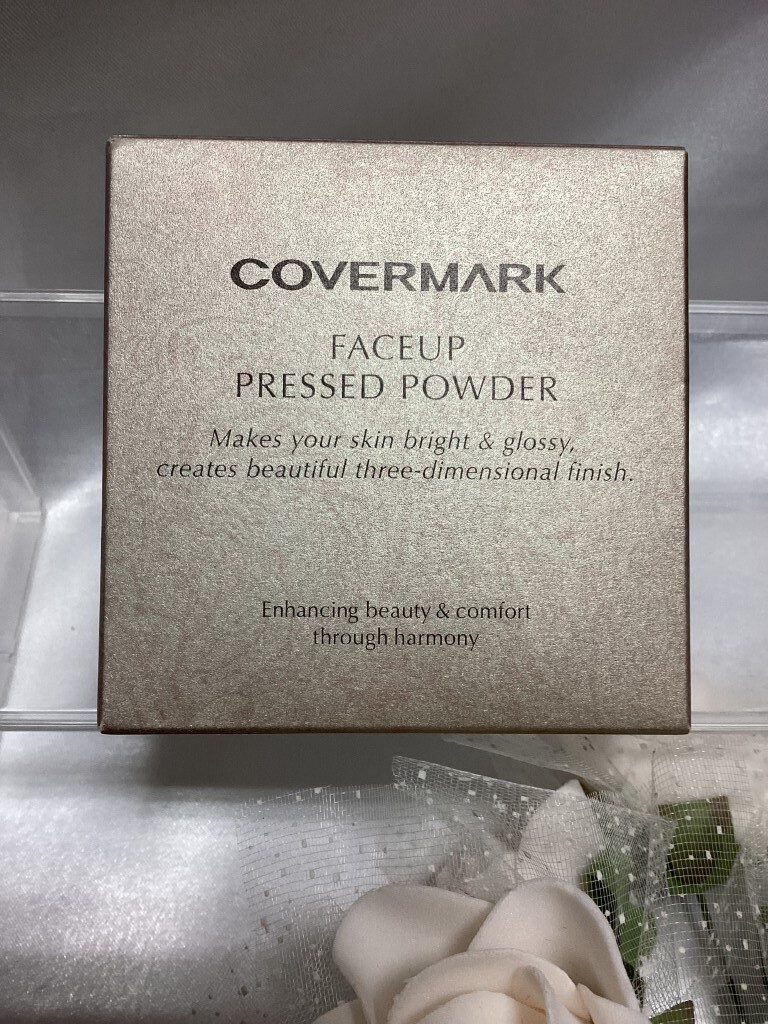 COVERMARK
FACEUP
PRESSED POWDER
Makes your skin bright & glossy,
creates beautiful three-dimensional finish.
Enhancing beauty & comfort
through harmony